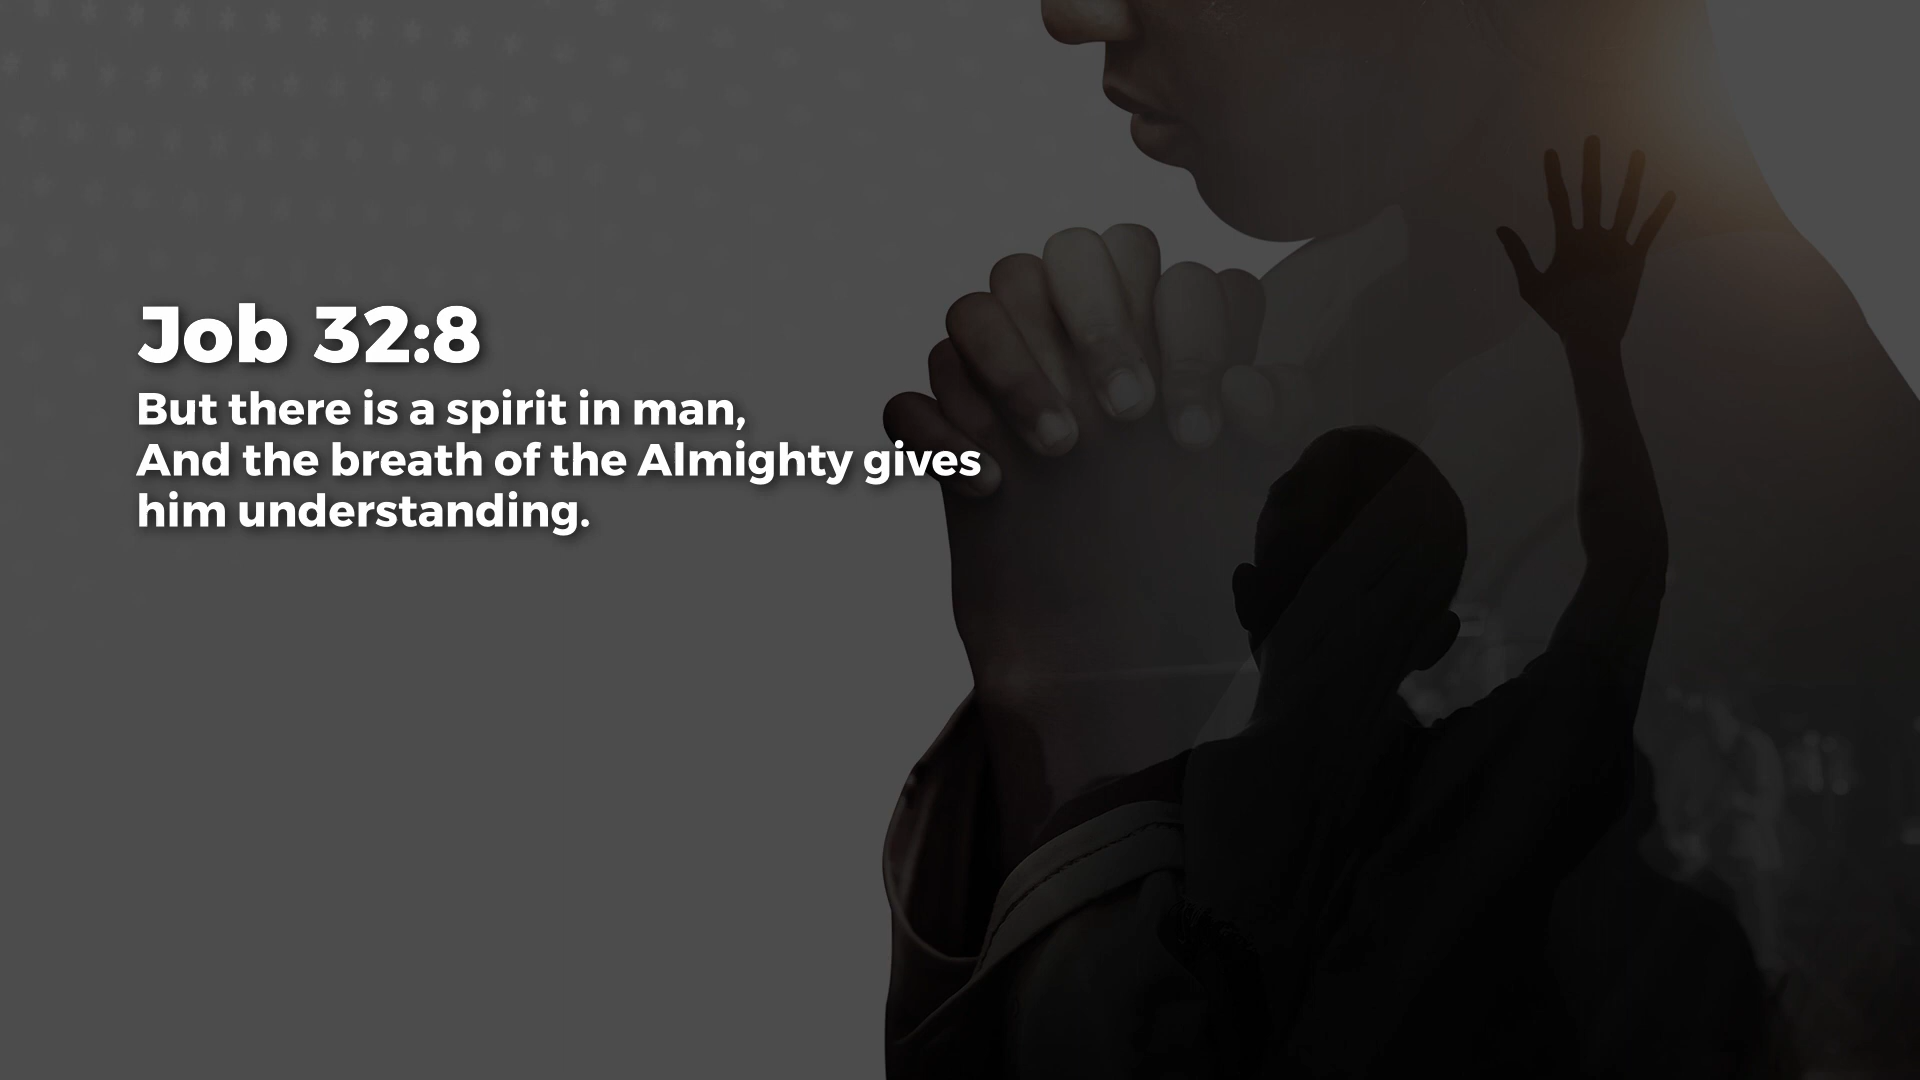 Job 32:8
But there is a spirit in man,
And the breath of the Almighty gives
him understanding.